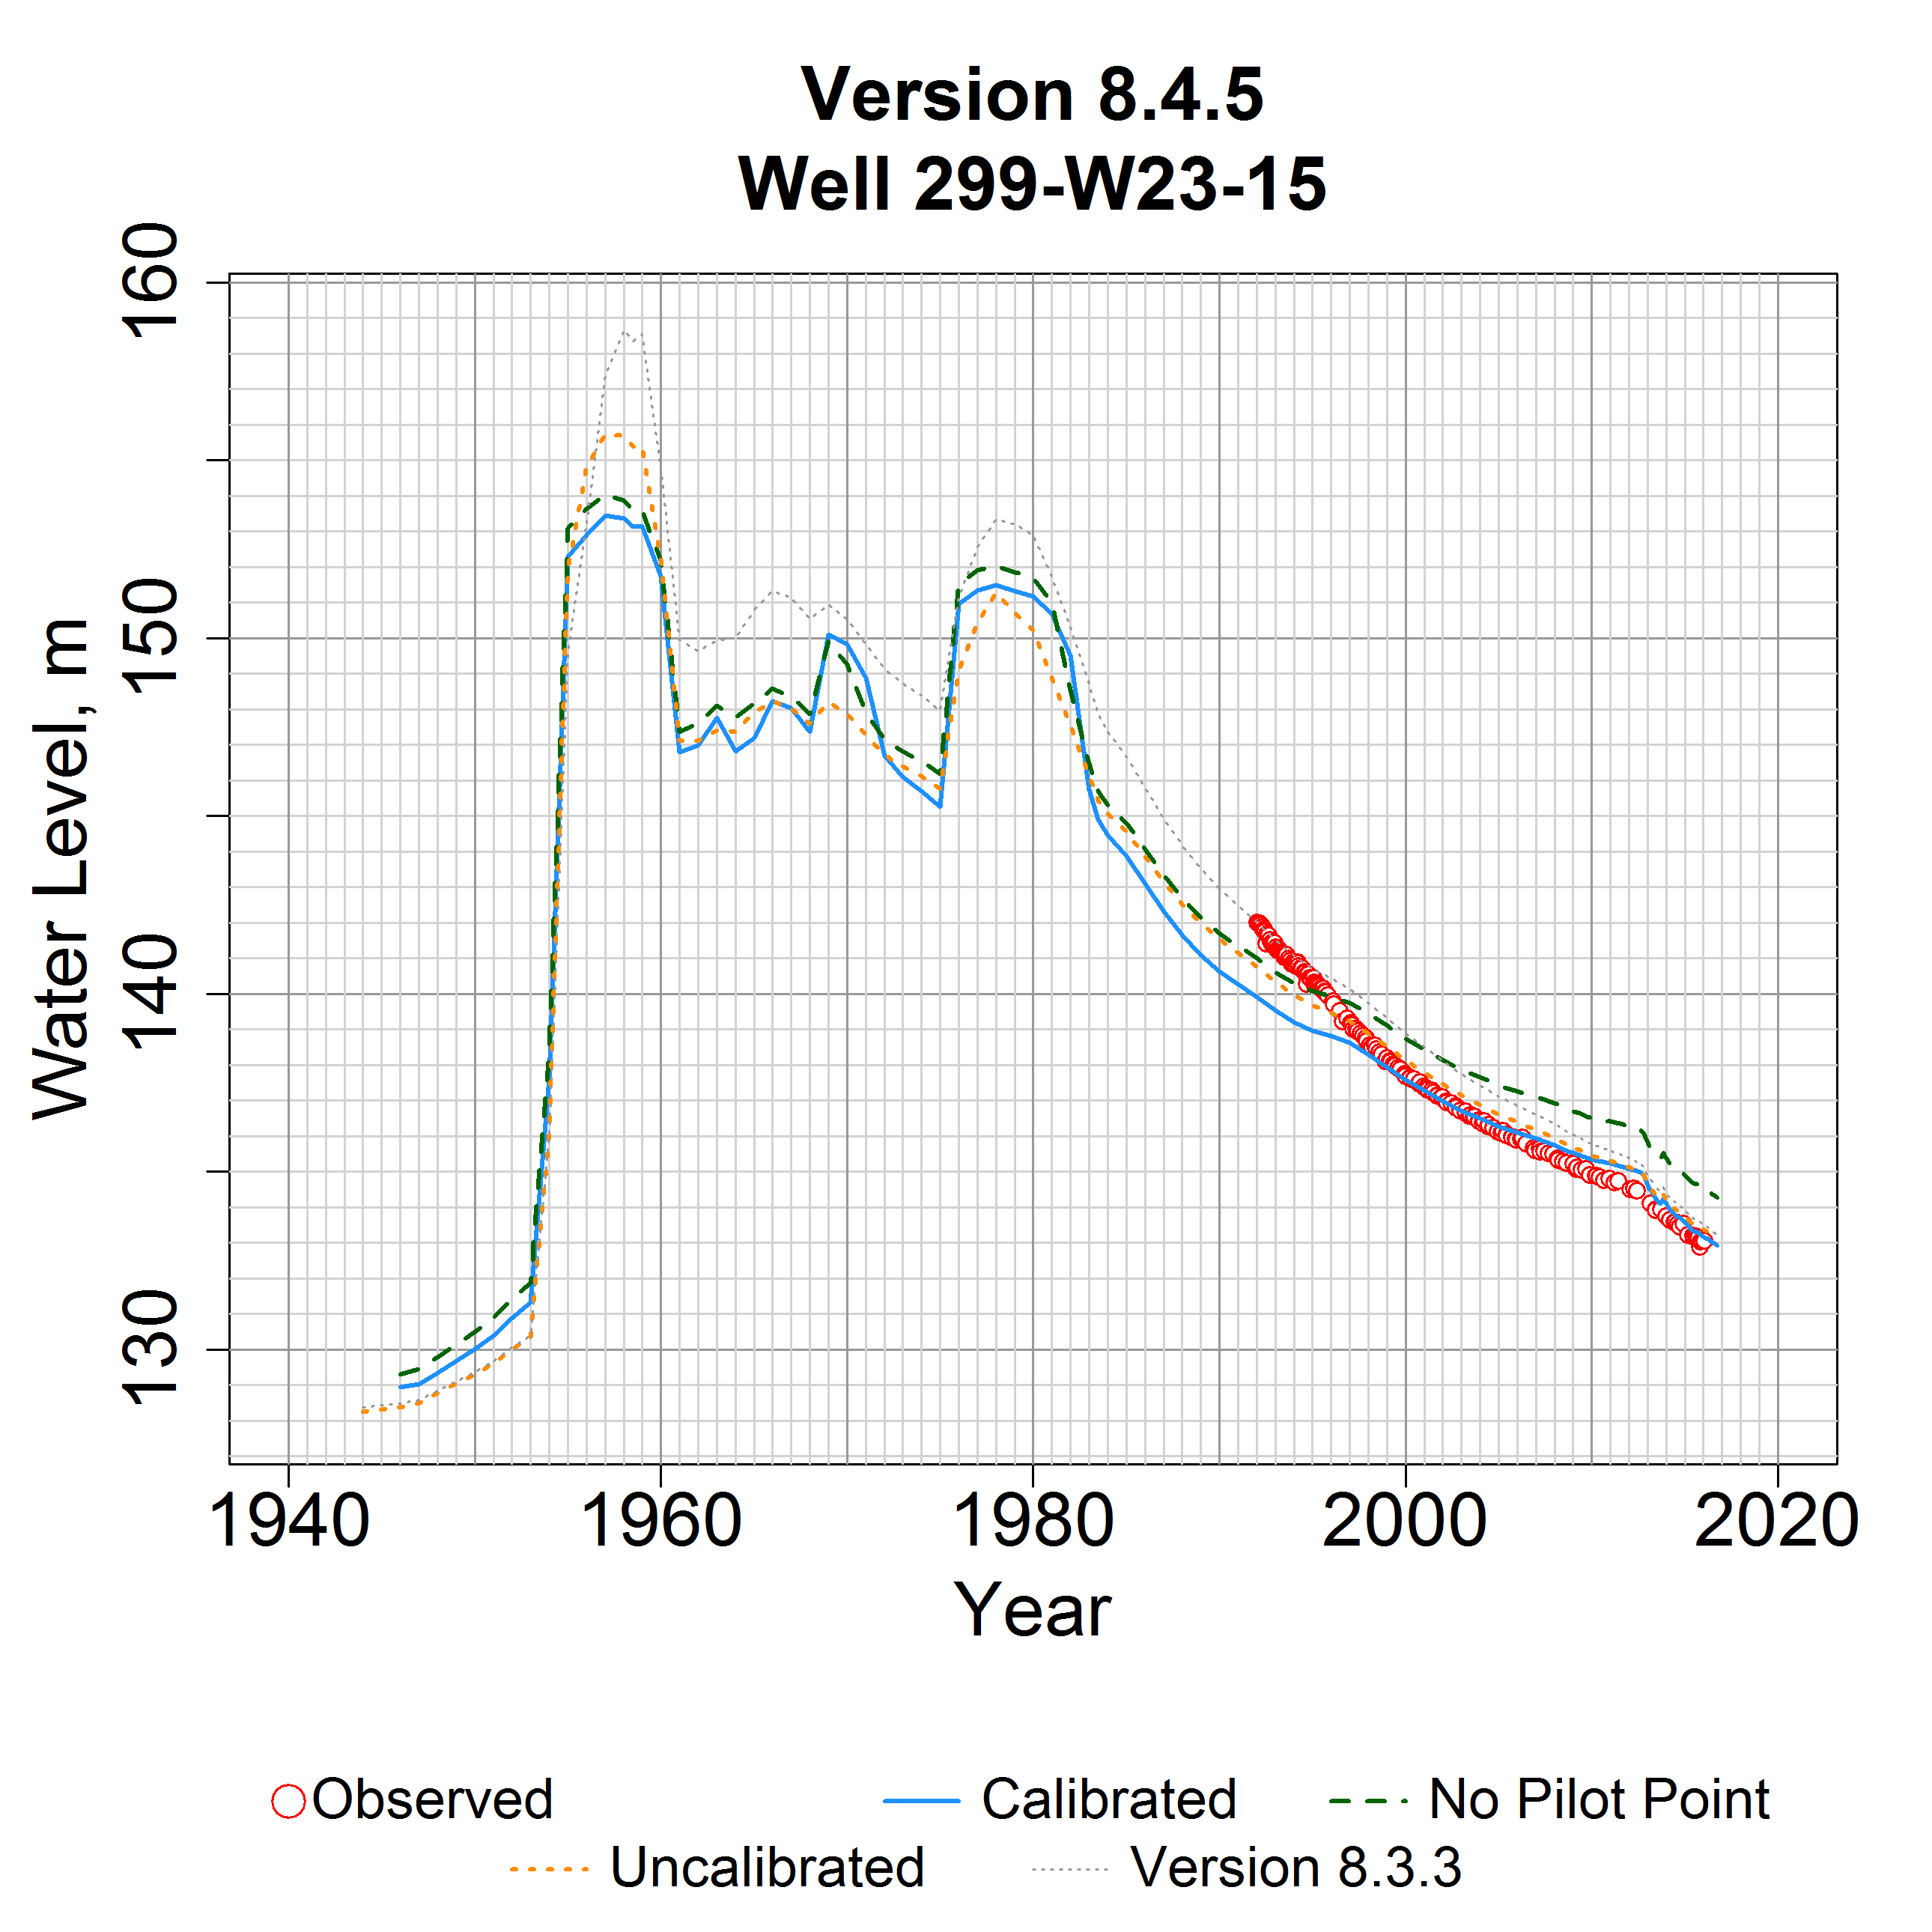 Version 8.4.5
Well 299-W23-15
Water Level, m
160
150
140
130
1940 1960 1980 2000 2020
Year
Observed Calibrated No Pilot Point
Uncalibrated Version 8.3.3